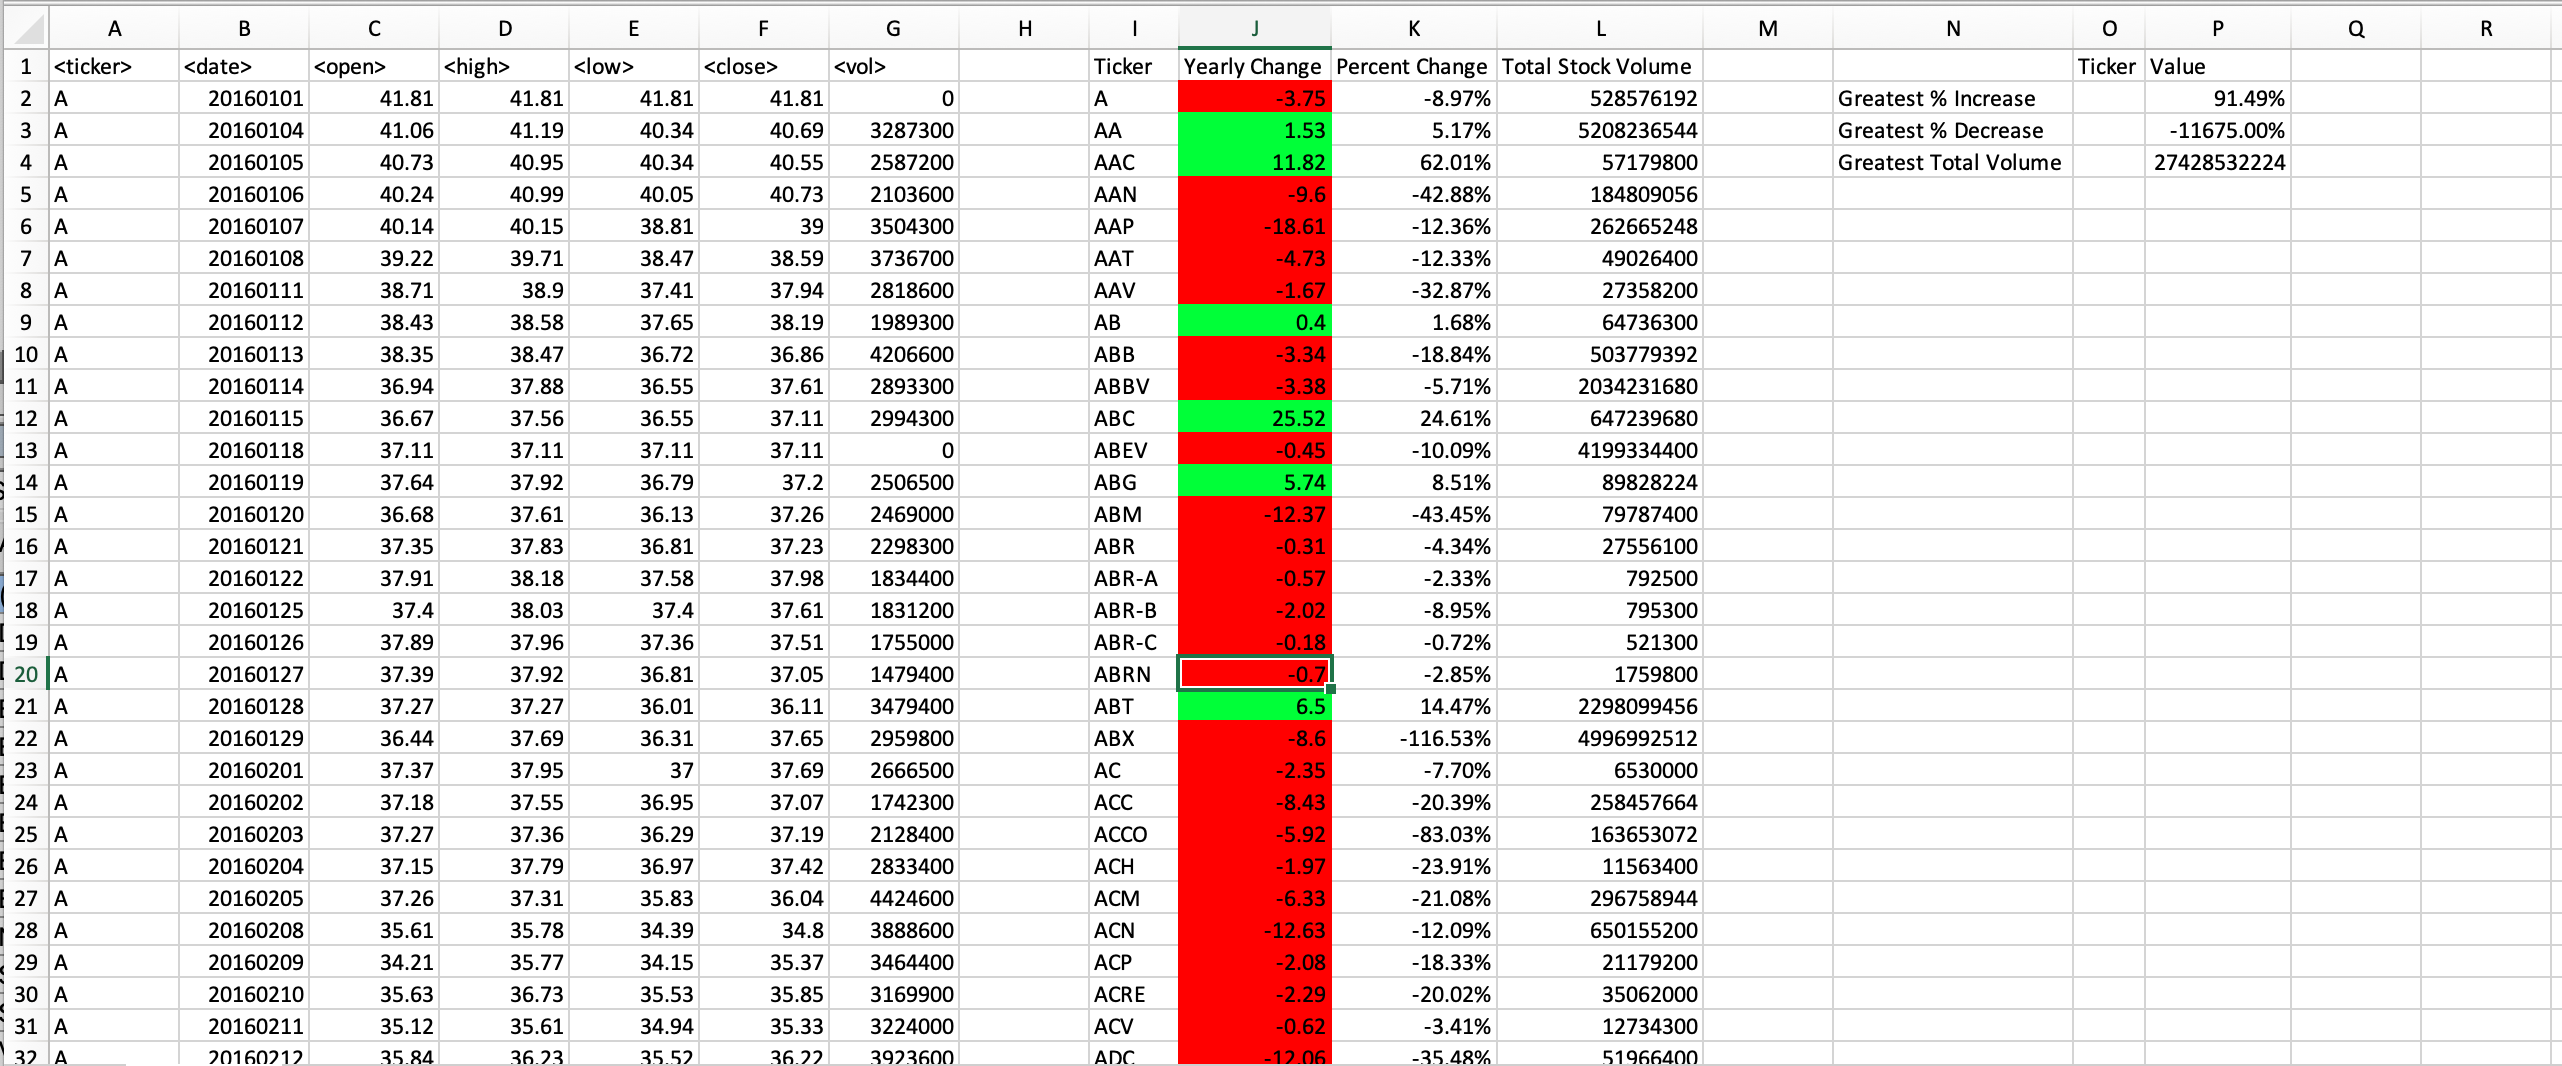 A B C D E F G H I J K L M N O P Q R
1 <ticker> <date> <open> <high> <low> <close> <vol> Ticker Yearly Change Percent Change Total Stock Volume Ticker Value
2 A 20160101 41.81 41.81 41.81 41.81 0 A -3.75 -8.97% 528576192 Greatest % Increase 91.49%
3 A 20160104 41.06 41.19 40.34 40.69 3287300 AA 1.53 5.17% 5208236544 Greatest % Decrease -11675.00%
4 A 20160105 40.73 40.95 40.34 40.55 2587200 AAC 11.82 62.01% 57179800 Greatest Total Volume 27428532224
5 A 20160106 40.24 40.99 40.05 40.73 2103600 AAN -9.6 -42.88% 184809056
6 A 20160107 40.14 40.15 38.81 39 3504300 AAP -18.61 -12.36% 262665248
7 A 20160108 39.22 39.71 38.47 38.59 3736700 AAT -4.73 -12.33% 49026400
8 A 20160111 38.71 38.9 37.41 37.94 2818600 AAV -1.67 -32.87% 27358200
9 A 20160112 38.43 38.58 37.65 38.19 1989300 AB 0.4 1.68% 64736300
10 A 20160113 38.35 38.47 36.72 36.86 4206600 ABB -3.34 -18.84% 503779392
11 A 20160114 36.94 37.88 36.55 37.61 2893300 ABBV -3.38 -5.71% 2034231680
12 A 20160115 36.67 37.56 36.55 37.11 2994300 ABC 25.52 24.61% 647239680
13 A 20160118 37.11 37.11 37.11 37.11 0 ABEV -0.45 -10.09% 4199334400
14 A 20160119 37.64 37.92 36.79 37.2 2506500 ABG 5.74 8.51% 89828224
15 A 20160120 36.68 37.61 36.13 37.26 2469000 ABM -12.37 -43.45% 79787400
16 A 20160121 37.35 37.83 36.81 37.23 2298300 ABR -0.31 -4.34% 27556100
17 A 20160122 37.91 38.18 37.58 37.98 1834400 ABR-A -0.57 -2.33% 792500
18 A 20160125 37.4 38.03 37.4 37.61 1831200 ABR-B -2.02 -8.95% 795300
19 A 20160126 37.89 37.96 37.36 37.51 1755000 ABR-C -0.18 -0.72% 521300
20 A 20160127 37.39 37.92 36.81 37.05 1479400 ABRN -0.7 -2.85% 1759800
21 A 20160128 37.27 37.27 36.01 36.11 3479400 ABT 6.5 14.47% 2298099456
22 A 20160129 36.44 37.69 36.31 37.65 2959800 ABX -8.6 -116.53% 4996992512
23 A 20160201 37.37 37.95 37 37.69 2666500 AC -2.35 -7.70% 6530000
24 A 20160202 37.18 37.55 36.95 37.07 1742300 ACC -8.43 -20.39% 258457664
25 A 20160203 37.27 37.36 36.29 37.19 2128400 ACCO -5.92 -83.03% 163653072
26 A 20160204 37.15 37.79 36.97 37.42 2833400 ACH -1.97 -23.91% 11563400
27 A 20160205 37.26 37.31 35.83 36.04 4424600 ACM -6.33 -21.08% 296758944
28 A 20160208 35.61 35.78 34.39 34.8 3888600 ACN -12.63 -12.09% 650155200
29 A 20160209 34.21 35.77 34.15 35.37 3464400 ACP -2.08 -18.33% 21179200
30 A 20160210 35.63 36.73 35.53 35.85 3169900 ACRE -2.29 -20.02% 35062000
31 A 20160211 35.12 35.61 34.94 35.33 3224000 ACV -0.62 -3.41% 12734300
32 A 20160212 35.84 36.23 35.52 36.22 3923600 ADC -12.06 -35.48% 51966400